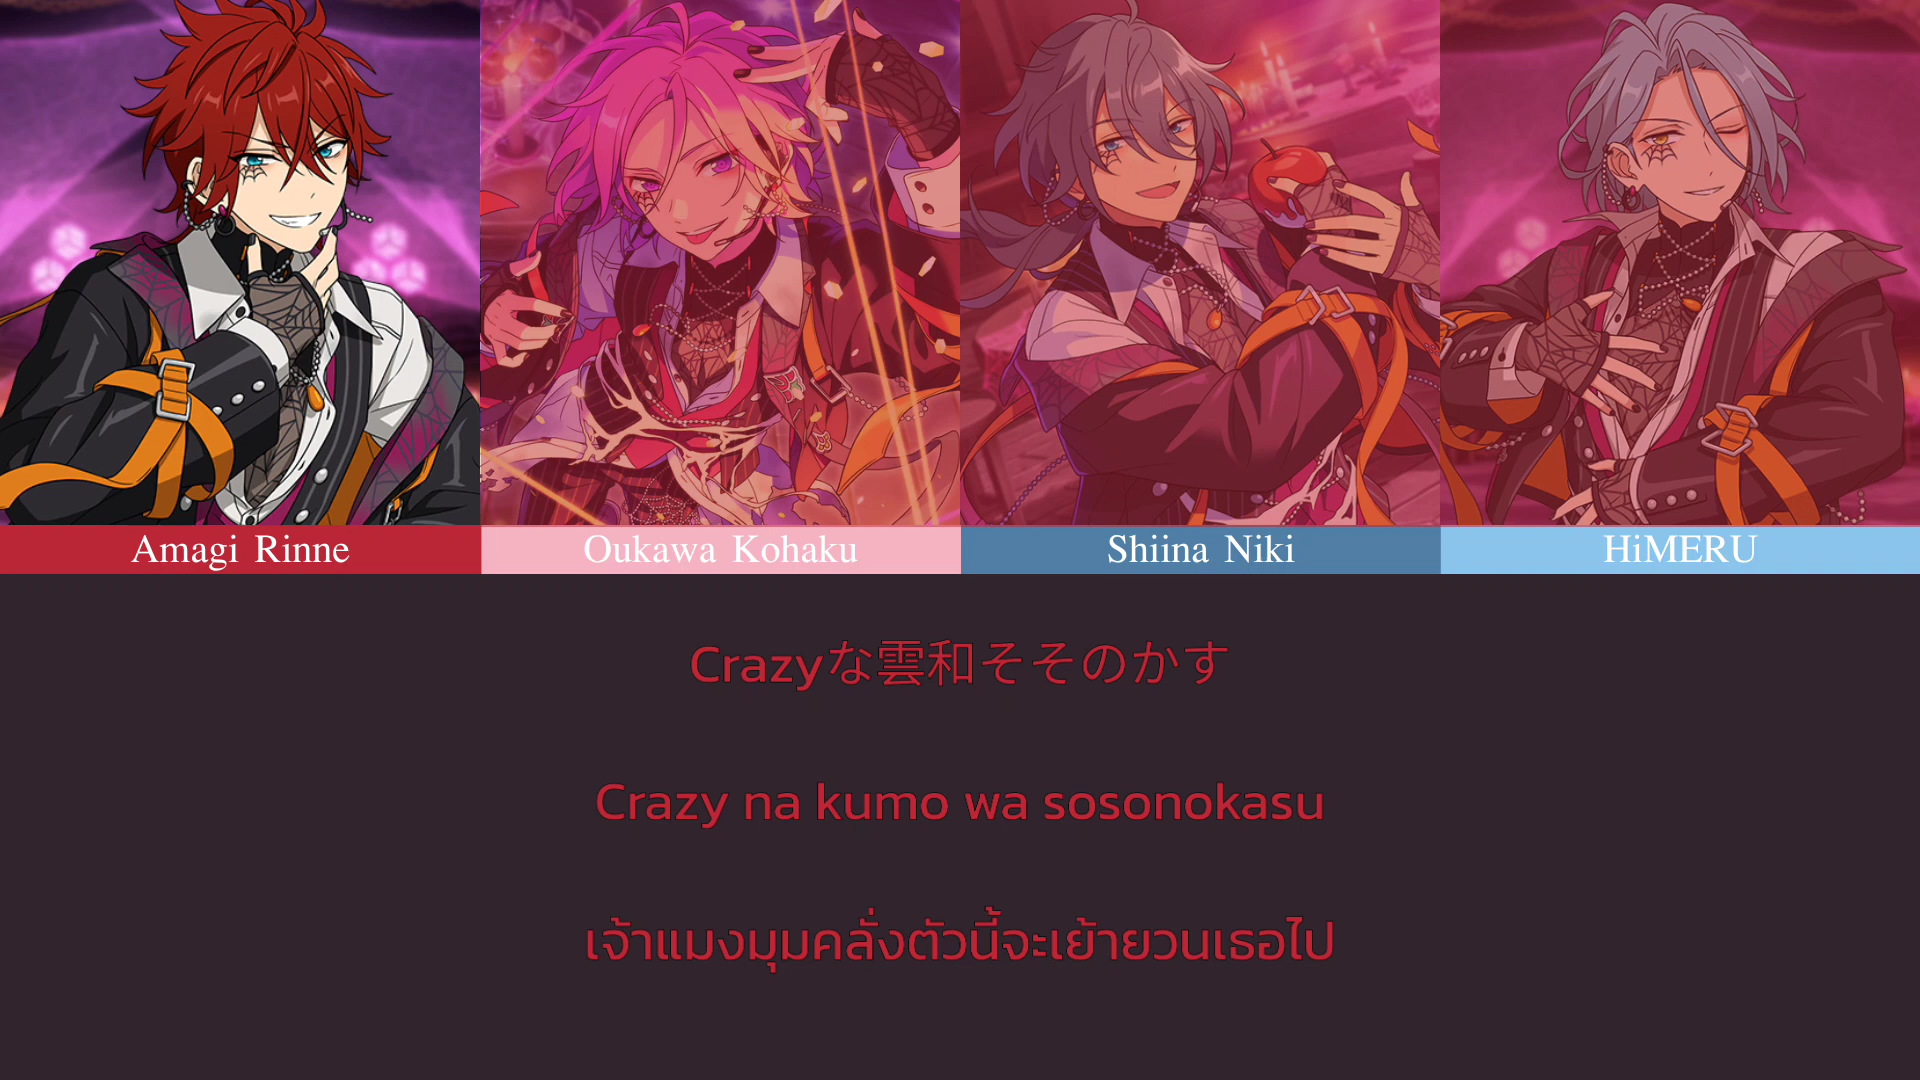 Amagi Rinne
Oukawa Kohaku
Shiina Niki
HiMERU
Crazyな雲和そそのかす
Crazy na kumo wa sosonokasu
เจ้าแมงมุมคลั่งตัวนี้จะเย้ายวนเธอไป